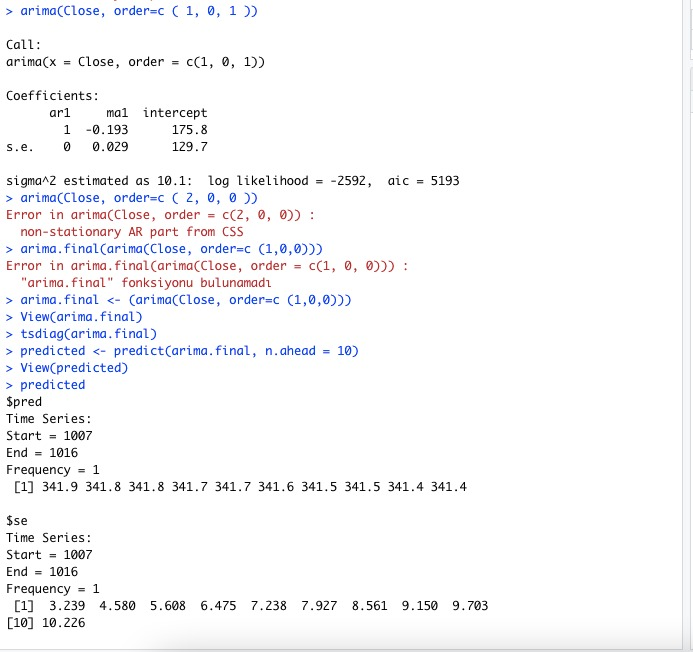 > arima(Close, order=c ( 1, 0, 1 ))
Call:
arima(x = Close, order = c(1, 0, 1))
Coefficients:
ar1 ma1 intercept
1 -0.193 175.8
s.e. 0 0.029 129.7
sigma^2 estimated as 10.1: log likelihood = -2592, aic = 5193
> arima(Close, order=c ( 2, 0, 0 ))
Error in arima(Close, order = c(2, 0, 0)) :
non-stationary AR part from CSS
> arima.final(arima(Close, order=c (1,0,0)))
Error in arima.final(arima(Close, order = c(1, 0, 0))) :
"arima.final" fonksiyonu bulunamadı
> arima.final <- (arima(Close, order=c (1,0,0)))
> View(arima.final)
> tsdiag(arima.final)
> predicted <- predict(arima.final, n.ahead = 10)
> View(predicted)
> predicted
$pred
Time Series:
Start = 1007
End = 1016
Frequency = 1
[1] 341.9 341.8 341.8 341.7 341.7 341.6 341.5 341.5 341.4 341.4
$se
Time Series:
Start = 1007
End = 1016
Frequency = 1
[1] 3.239 4.580 5.608 6.475 7.238 7.927 8.561 9.150 9.703
[10] 10.226